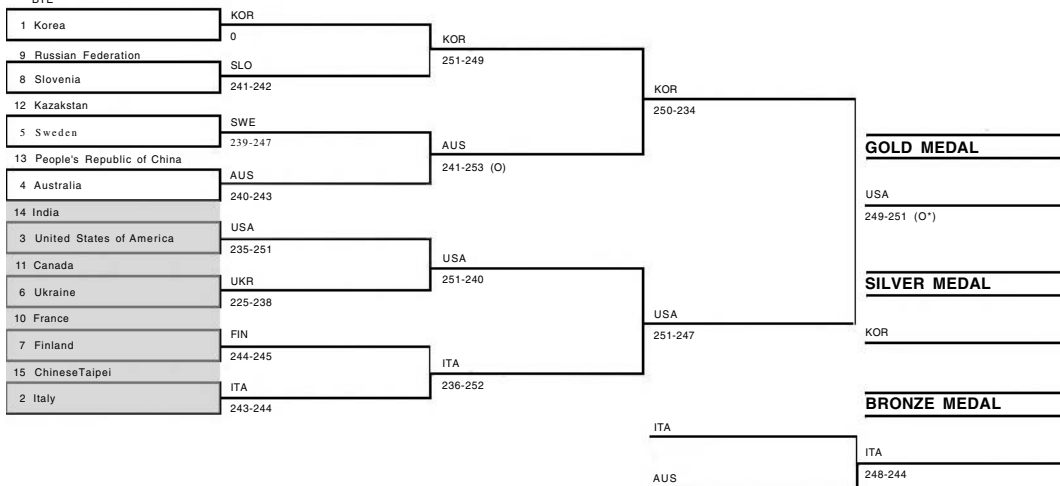 1 Korea
9 Russian Federation
8 Slovenia
12 Kazakstan
5 Sweden
13 People's Republic of China
4 Australia
14 India
3 United States of America
11 Canada
6 Ukraine
10 France
7 Finland
15 ChineseTaipei
2 Italy
KOR
0
SLO
241-242
SWE
239-247
AUS
240-243
USA
235-251
UKR
225-238
FIN
244-245
ITA
243-244
KOR
251-249
AUS
241-253 (O)
USA
251-240
ITA
236-252
KOR
250-234
USA
251-247
ITA
AUS
GOLD MEDAL
USA
249-251 (O*)
SILVER MEDAL
KOR
BRONZE MEDAL
ITA
248-244